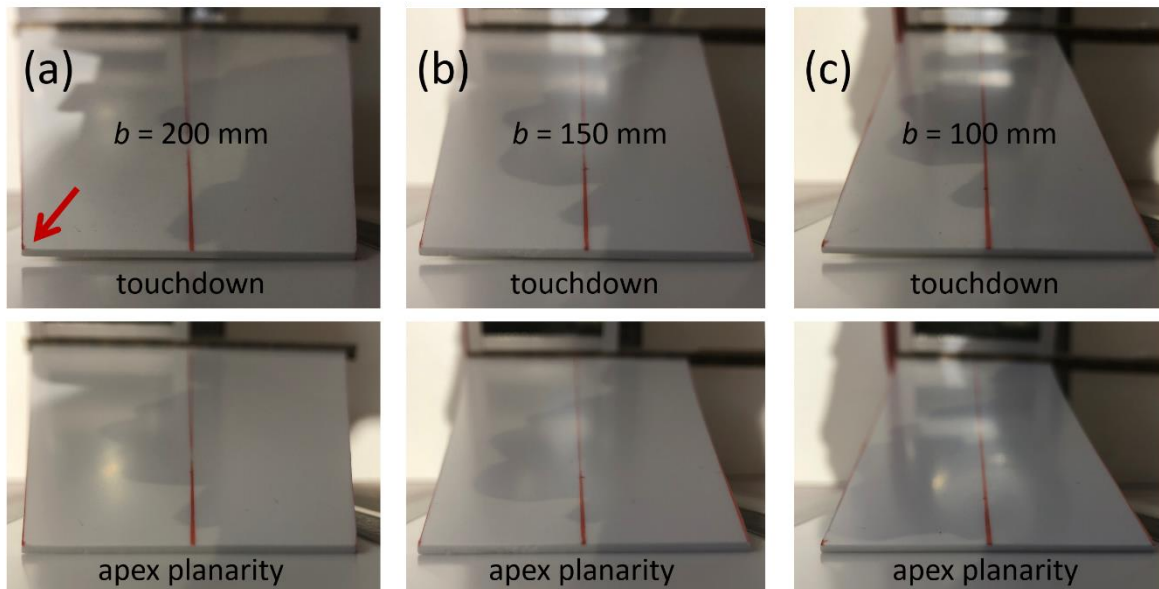 (a)
b = 200 mm
touchdown
(b)
b = 150 mm
touchdown
(c)
b = 100 mm
touchdown
apex planarity
apex planarity
apex planarity